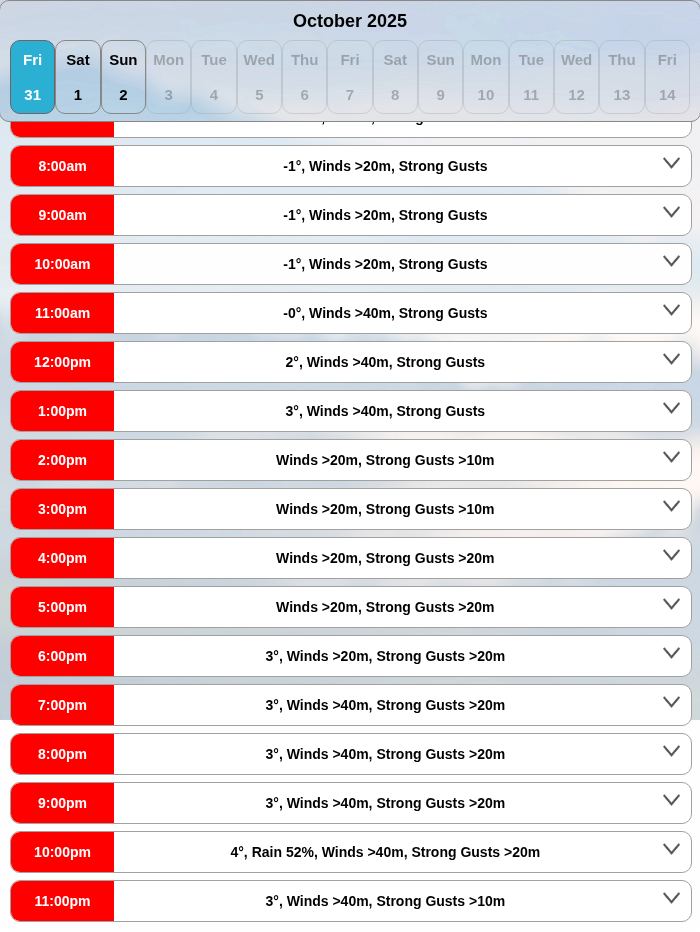 October 2025
Fri Sat Sun Mon Tue Wed Thu Fri Sat Sun Mon Tue Wed Thu Fri
31 1 2 3 4 5 6 7 8 9 10 11 12 13 14
8:00am -1°, Winds >20m, Strong Gusts
9:00am -1°, Winds >20m, Strong Gusts
10:00am -1°, Winds >20m, Strong Gusts
11:00am -0°, Winds >40m, Strong Gusts
12:00pm 2°, Winds >40m, Strong Gusts
1:00pm 3°, Winds >40m, Strong Gusts
2:00pm Winds >20m, Strong Gusts >10m
3:00pm Winds >20m, Strong Gusts >10m
4:00pm Winds >20m, Strong Gusts >20m
5:00pm Winds >20m, Strong Gusts >20m
6:00pm 3°, Winds >20m, Strong Gusts >20m
7:00pm 3°, Winds >40m, Strong Gusts >20m
8:00pm 3°, Winds >40m, Strong Gusts >20m
9:00pm 3°, Winds >40m, Strong Gusts >20m
10:00pm 4°, Rain 52%, Winds >40m, Strong Gusts >20m
11:00pm 3°, Winds >40m, Strong Gusts >10m